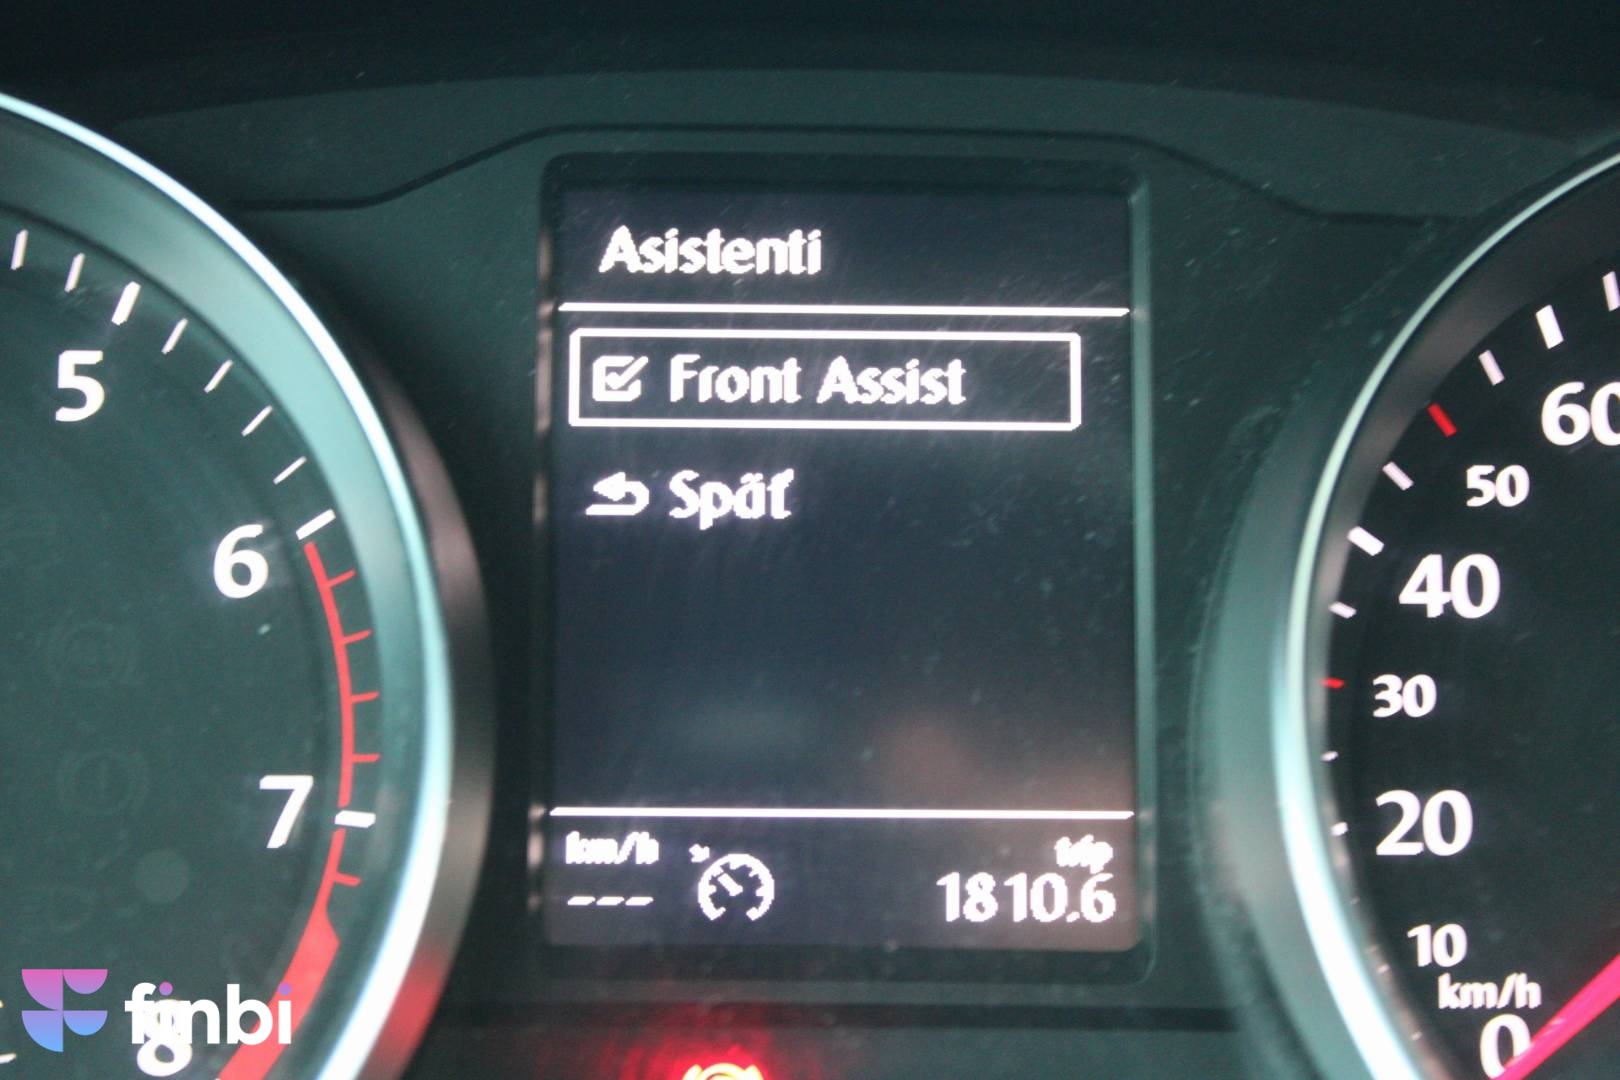 Asistenti
Front Assist
Späť
km/h
---
trip
1810.6
5
6
7
8
60
50
40
30
20
10
km/h
0
finbi